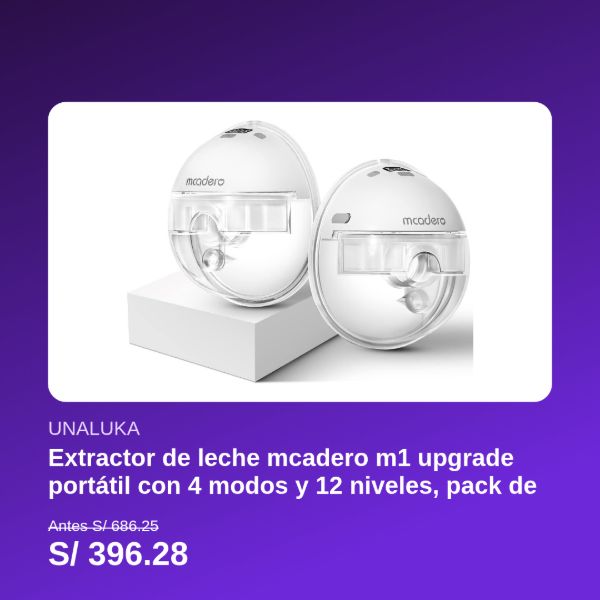 mcadero
mcadero
UNALUKA
Extractor de leche mcadero m1 upgrade
portátil con 4 modos y 12 niveles, pack de
Antes S/ 686.25
S/ 396.28